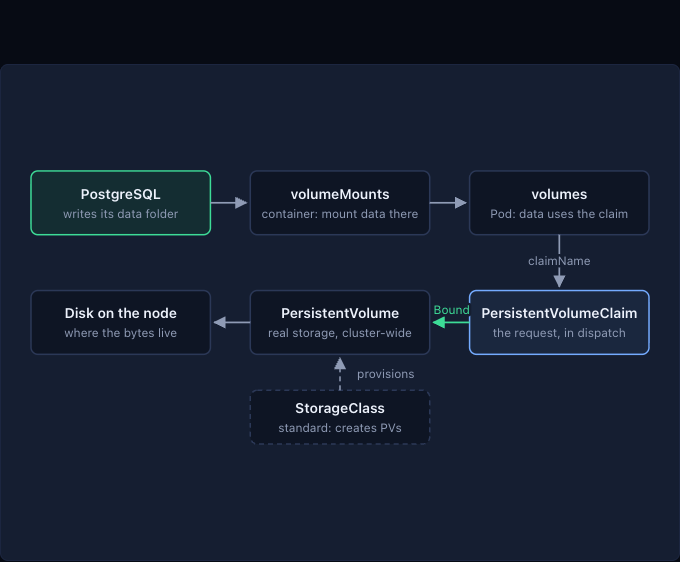 PostgreSQL
writes its data folder
volumeMounts
container: mount data there
volumes
Pod: data uses the claim
claimName
Disk on the node
where the bytes live
PersistentVolume
real storage, cluster-wide
Bound
PersistentVolumeClaim
the request, in dispatch
provisions
StorageClass
standard: creates PVs